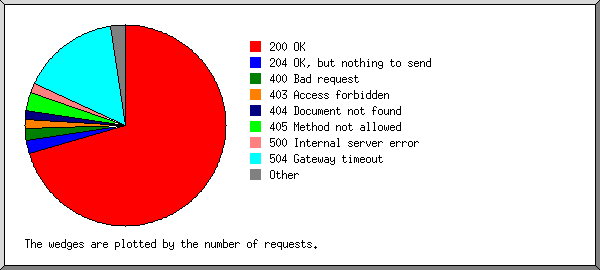 200 OK
204 OK, but nothing to send
400 Bad request
403 Access forbidden
404 Document not found
405 Method not allowed
500 Internal server error
504 Gateway timeout
Other
The wedges are plotted by the number of requests.